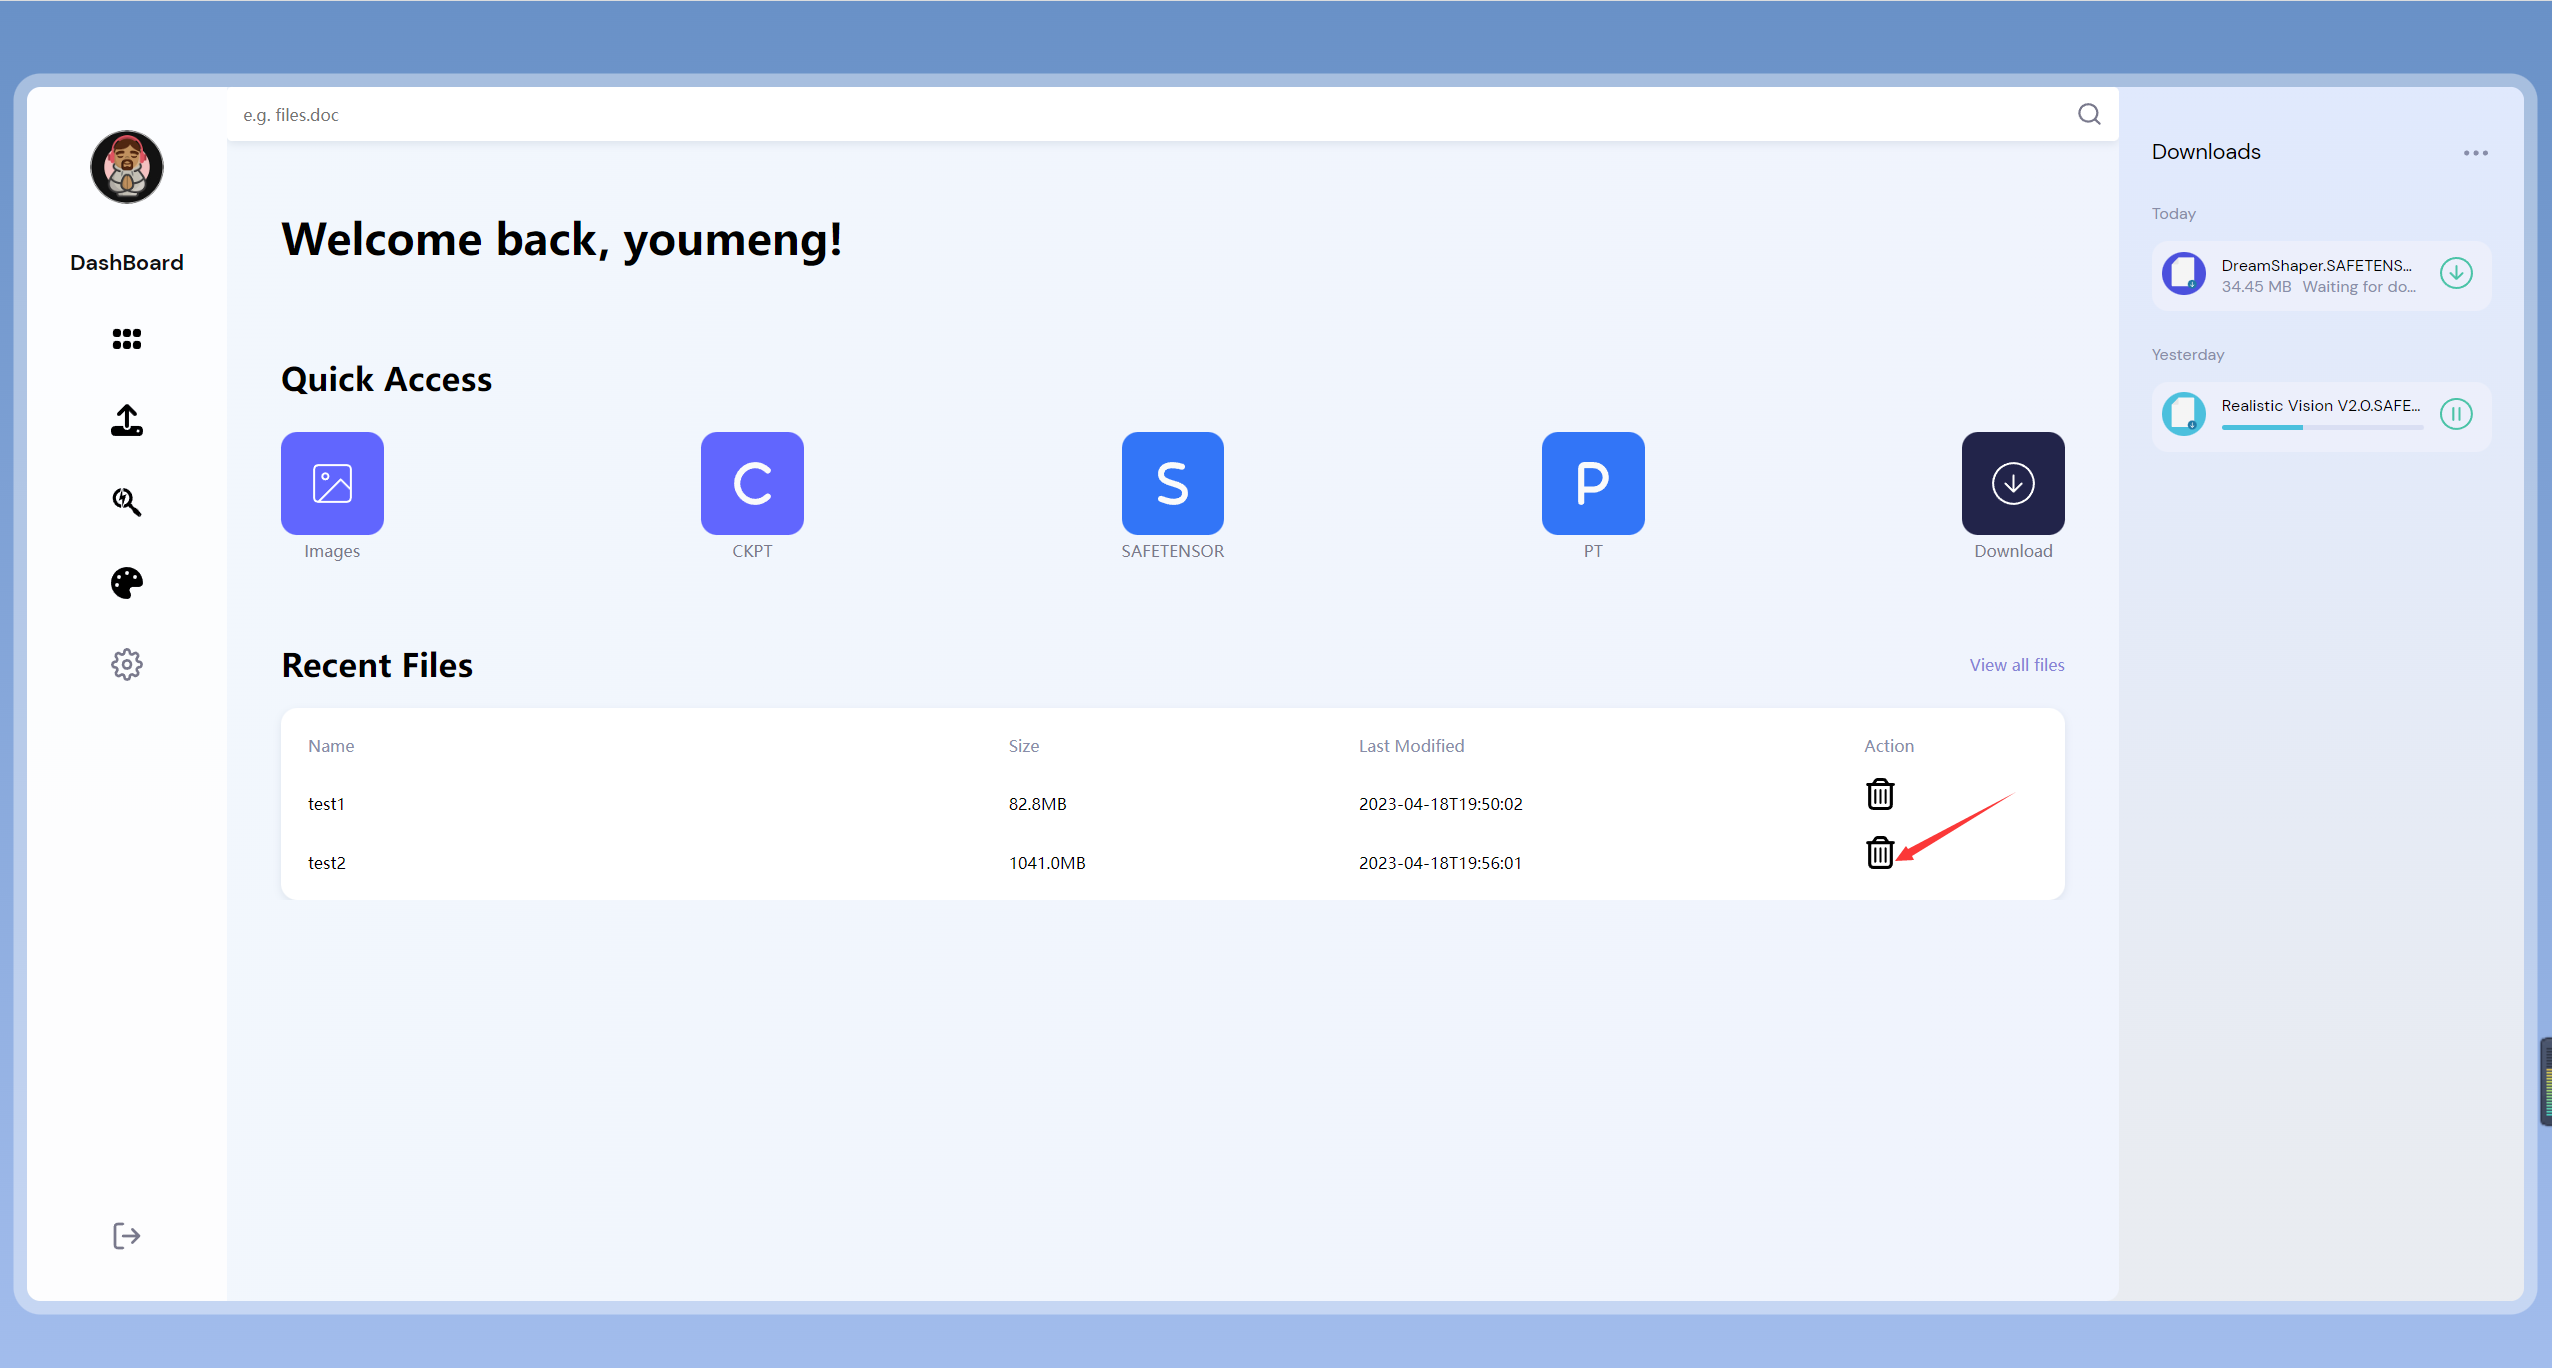 e.g. files.doc
DashBoard
Welcome back, youmeng!
Quick Access
C
S
P
Images
CKPT
SAFETENSOR
PT
Download
Recent Files
View all files
Name Size Last Modified Action
test1 82.8MB 2023-04-18T19:50:02
test2 1041.0MB 2023-04-18T19:56:01
Downloads
Today
DreamShaper.SAFETENS...
34.45 MB Waiting for do...
Yesterday
Realistic Vision V2.0.SAFE...